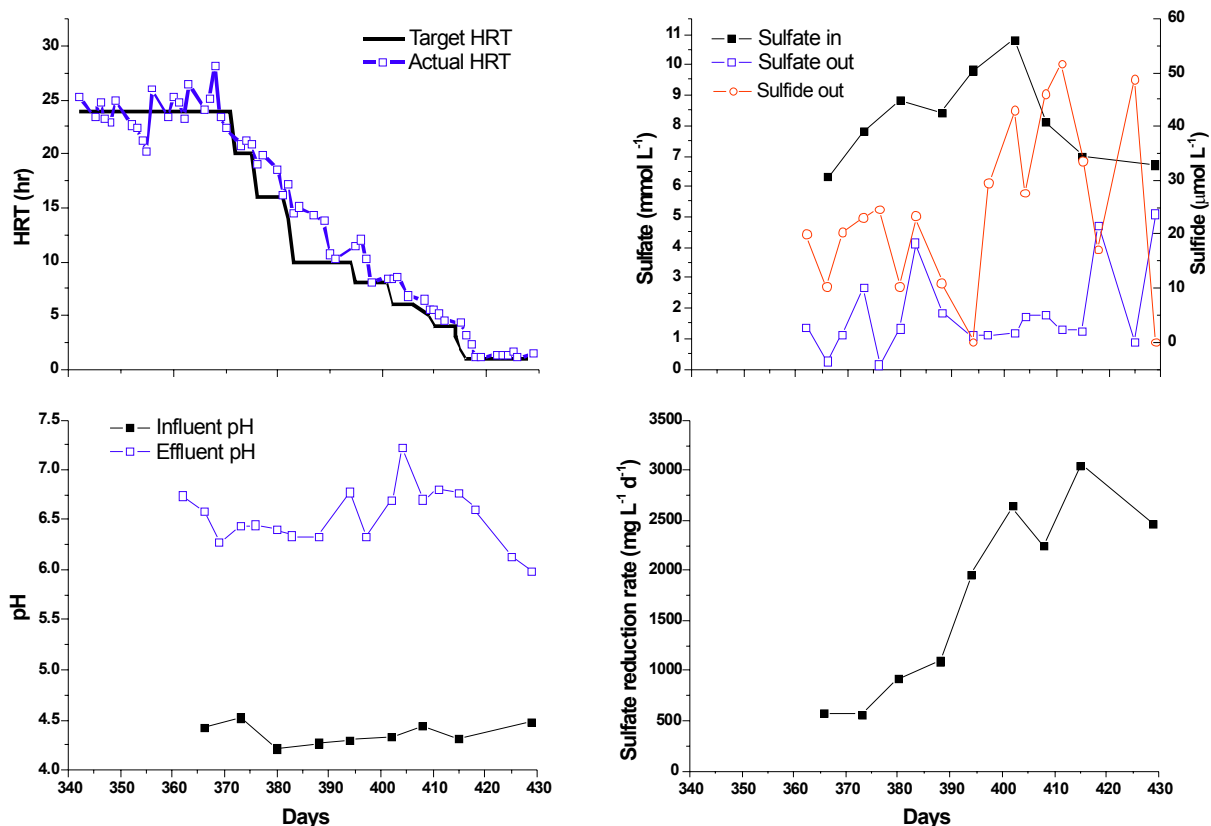 Target HRT
Actual HRT
HRT (hr)
30
25
20
15
10
5
0
Sulfate in
Sulfate out
Sulfide out
Sulfate (mmol L-1)
11
10
9
8
7
6
5
4
3
2
1
0
Sulfide (μmol L-1)
60
50
40
30
20
10
0
Influent pH
Effluent pH
pH
7.5
7.0
6.5
6.0
5.5
5.0
4.5
4.0
340 350 360 370 380 390 400 410 420 430
Days
Sulfate reduction rate (mg L-1 d-1)
3500
3000
2500
2000
1500
1000
500
0
340 350 360 370 380 390 400 410 420 430
Days